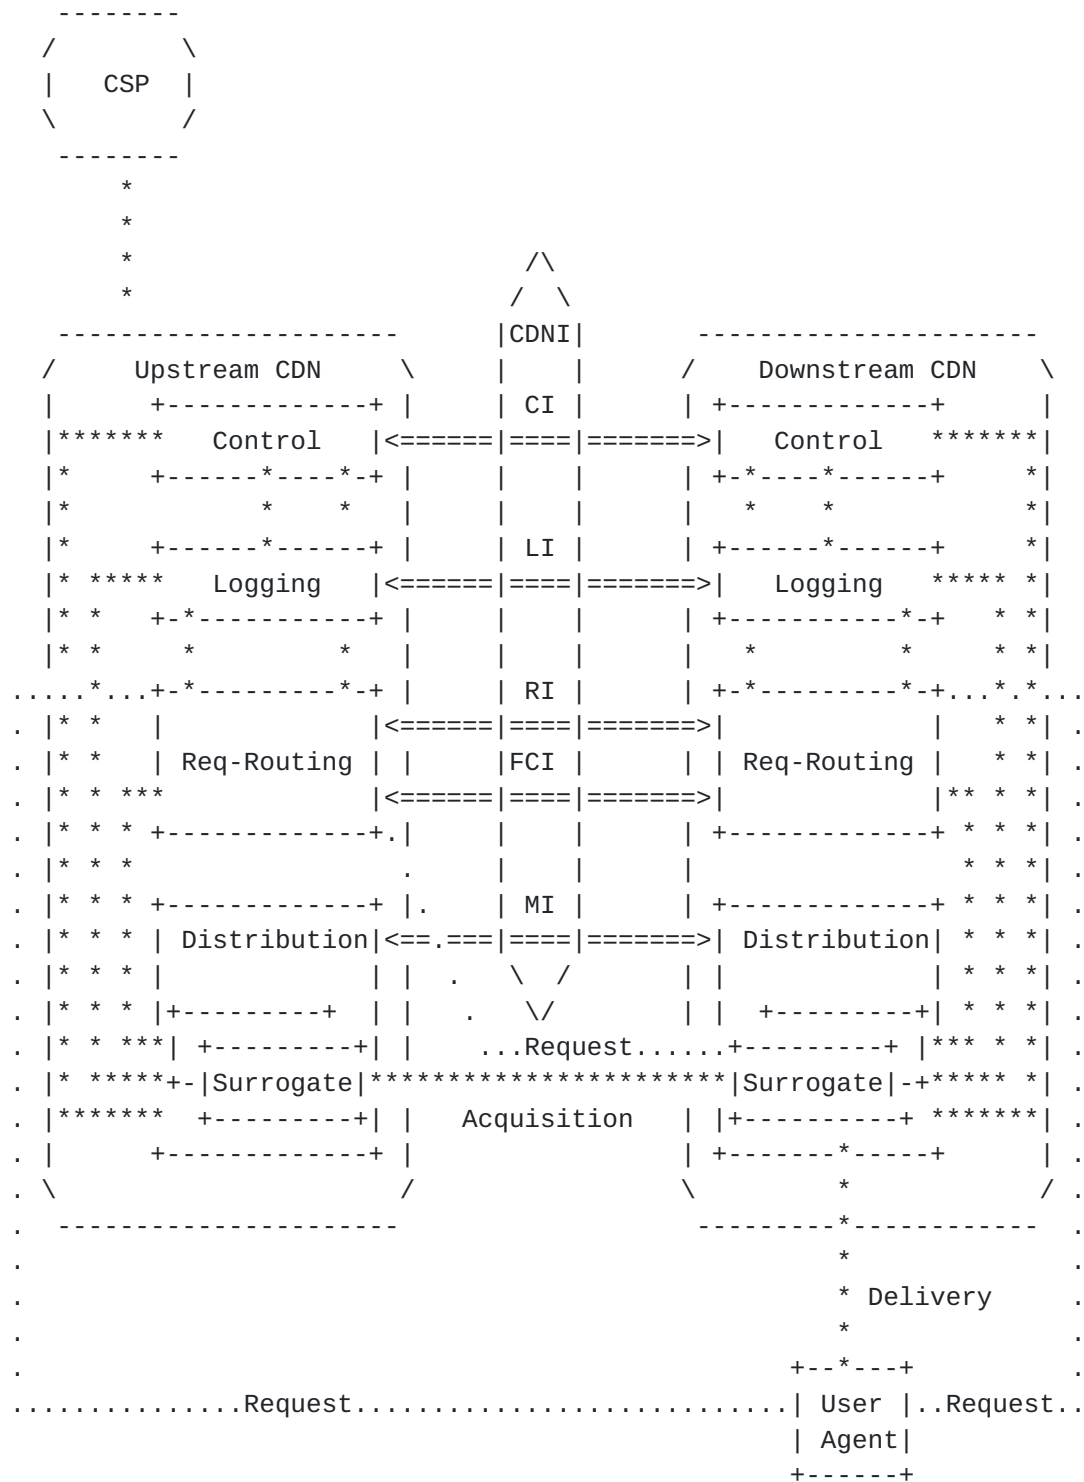 CSP
CDNI
Upstream CDN Downstream CDN
CI
Control Control
LI
Logging Logging
RI
Req-Routing FCI Req-Routing
MI
Distribution Distribution
Request
Surrogate Surrogate
Acquisition
Delivery
Request User Request
Agent